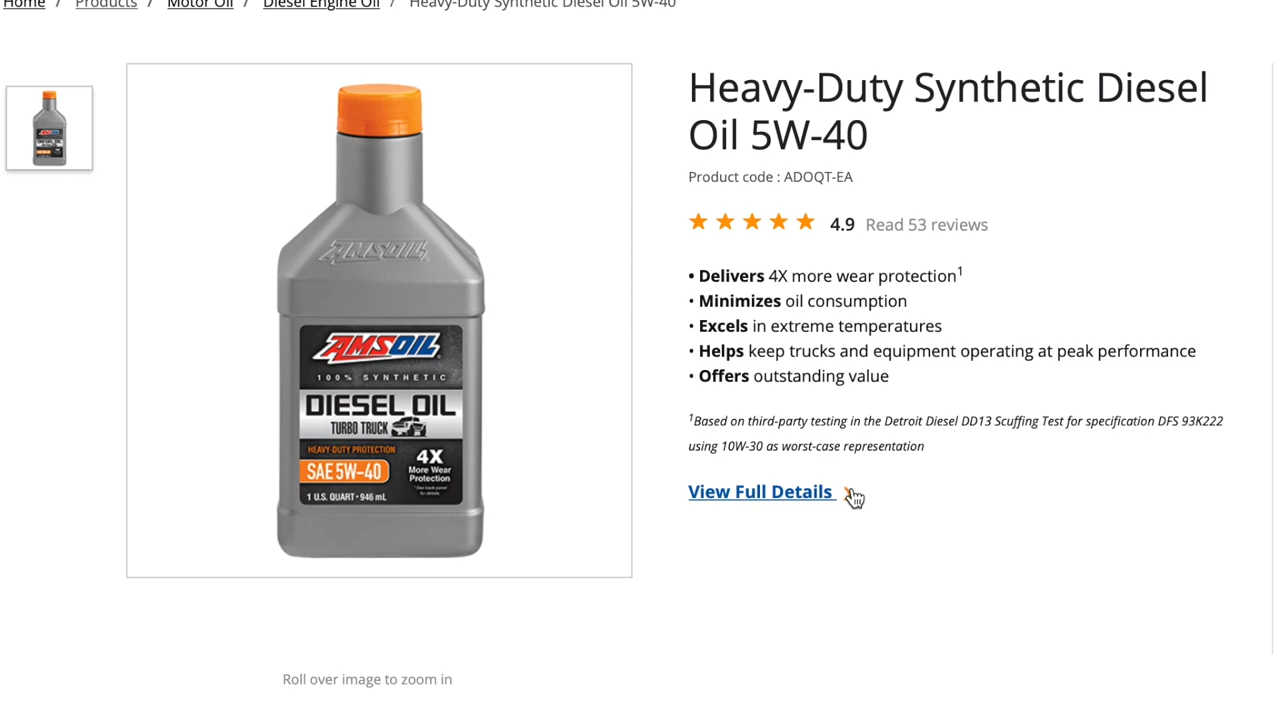 Home / Products / Motor Oil / Diesel Engine Oil / Heavy-Duty Synthetic Diesel Oil 5W-40
Heavy-Duty Synthetic Diesel
Oil 5W-40
Product code : ADOQT-EA
4.9 Read 53 reviews
• Delivers 4X more wear protection1
• Minimizes oil consumption
• Excels in extreme temperatures
• Helps keep trucks and equipment operating at peak performance
• Offers outstanding value
1Based on third-party testing in the Detroit Diesel DD13 Scuffing Test for specification DFS 93K222
using 10W-30 as worst-case representation
View Full Details
AMSOIL
AMSOIL
100% SYNTHETIC
DIESEL OIL
TURBO TRUCK
HEAVY-DUTY PROTECTION
SAE 5W-40
4X
More Wear
Protection
1 U.S. QUART • 946 mL
Roll over image to zoom in